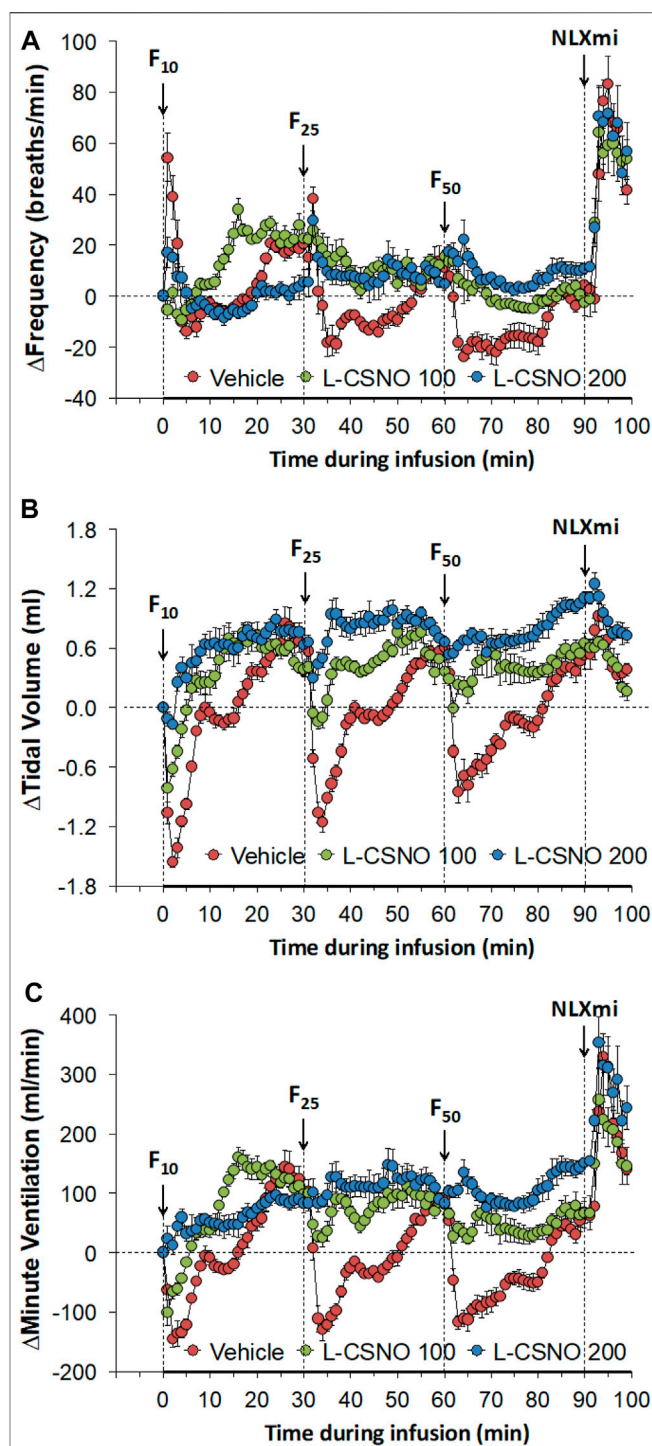 A
F10
F25
NLXmi
F50
ΔFrequency (breaths/min)
100
80
60
40
20
0
-20
-40
Vehicle L-CSNO 100 L-CSNO 200
0 10 20 30 40 50 60 70 80 90 100
Time during infusion (min)
B
NLXmi
F10
F25
F50
ΔTidal Volume (ml)
1.8
1.2
0.6
0.0
-0.6
-1.2
-1.8
Vehicle L-CSNO 100 L-CSNO 200
0 10 20 30 40 50 60 70 80 90 100
Time during infusion (min)
C
NLXmi
F10
F25
F50
ΔMinute Ventilation (ml/min)
400
300
200
100
0
-100
-200
Vehicle L-CSNO 100 L-CSNO 200
0 10 20 30 40 50 60 70 80 90 100
Time during infusion (min)